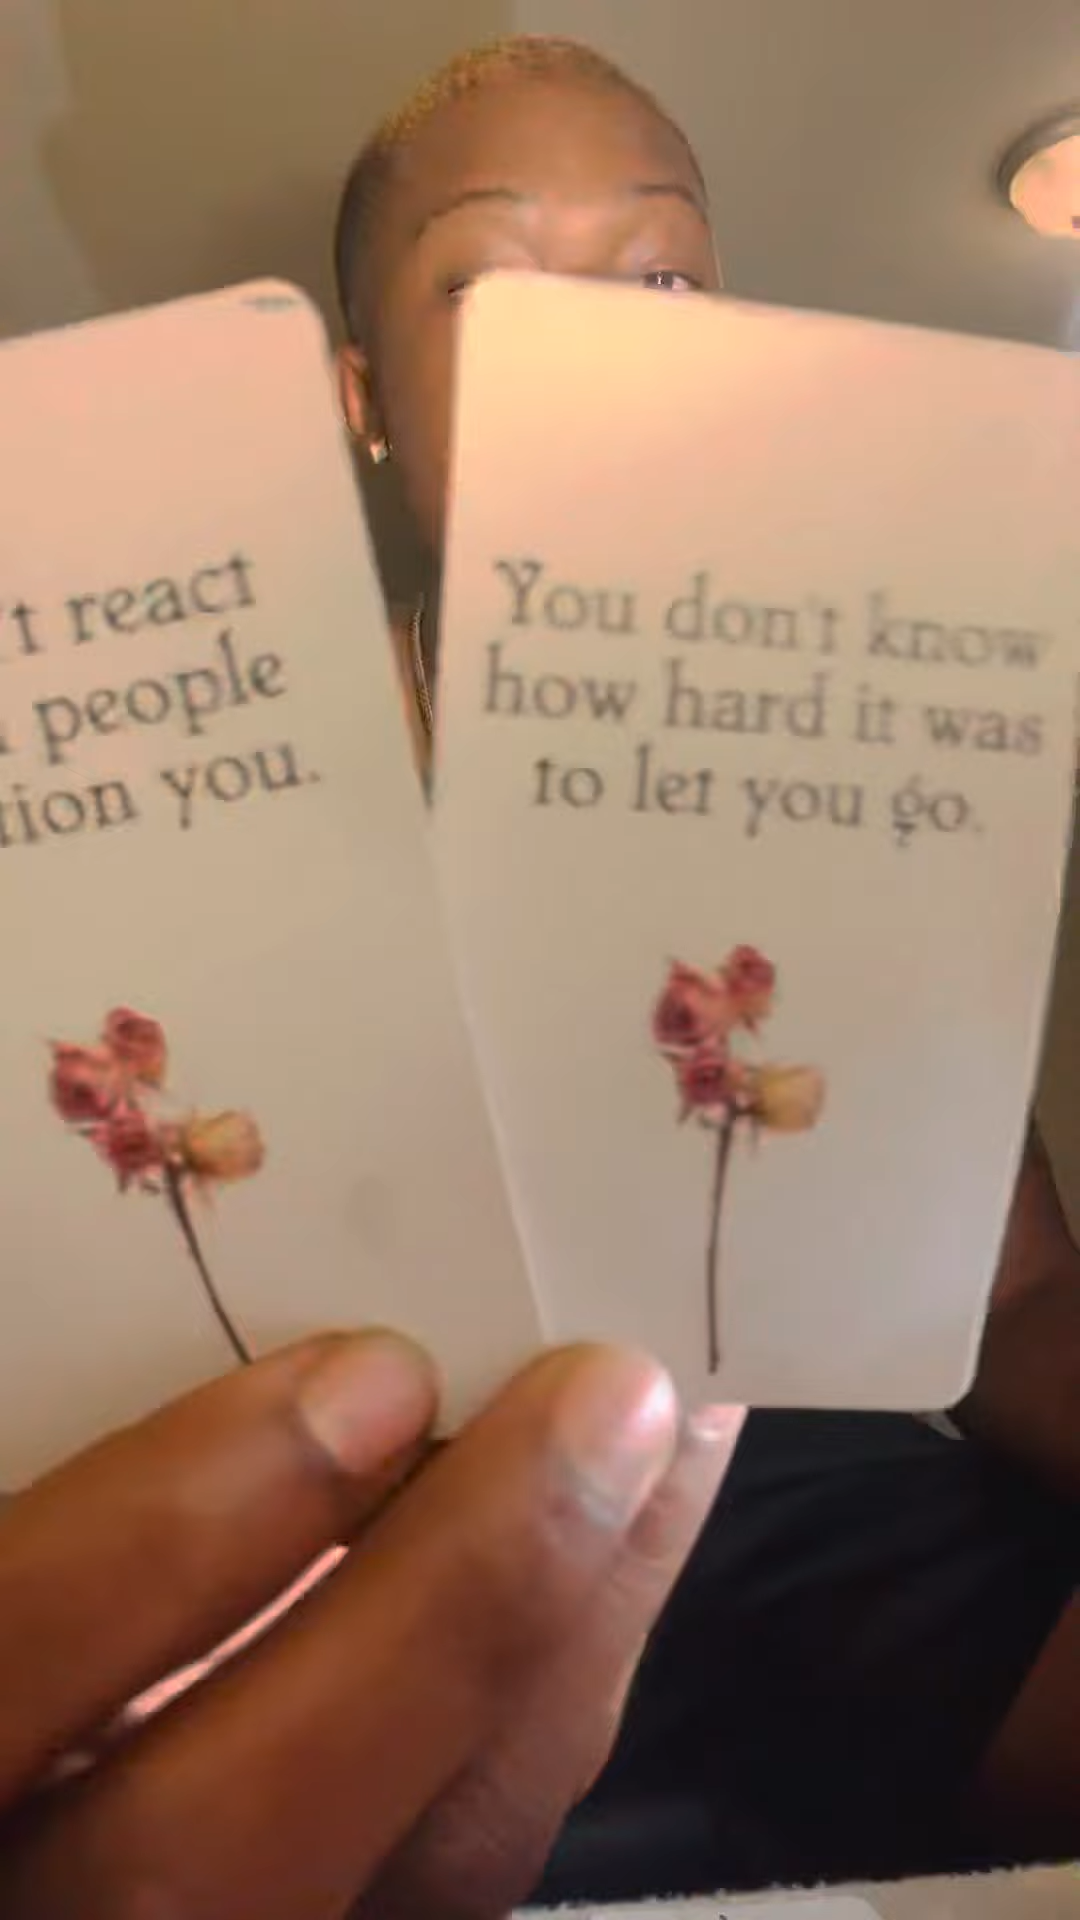 't react
people
tion you.
You don't know
how hard it was
to let you go.